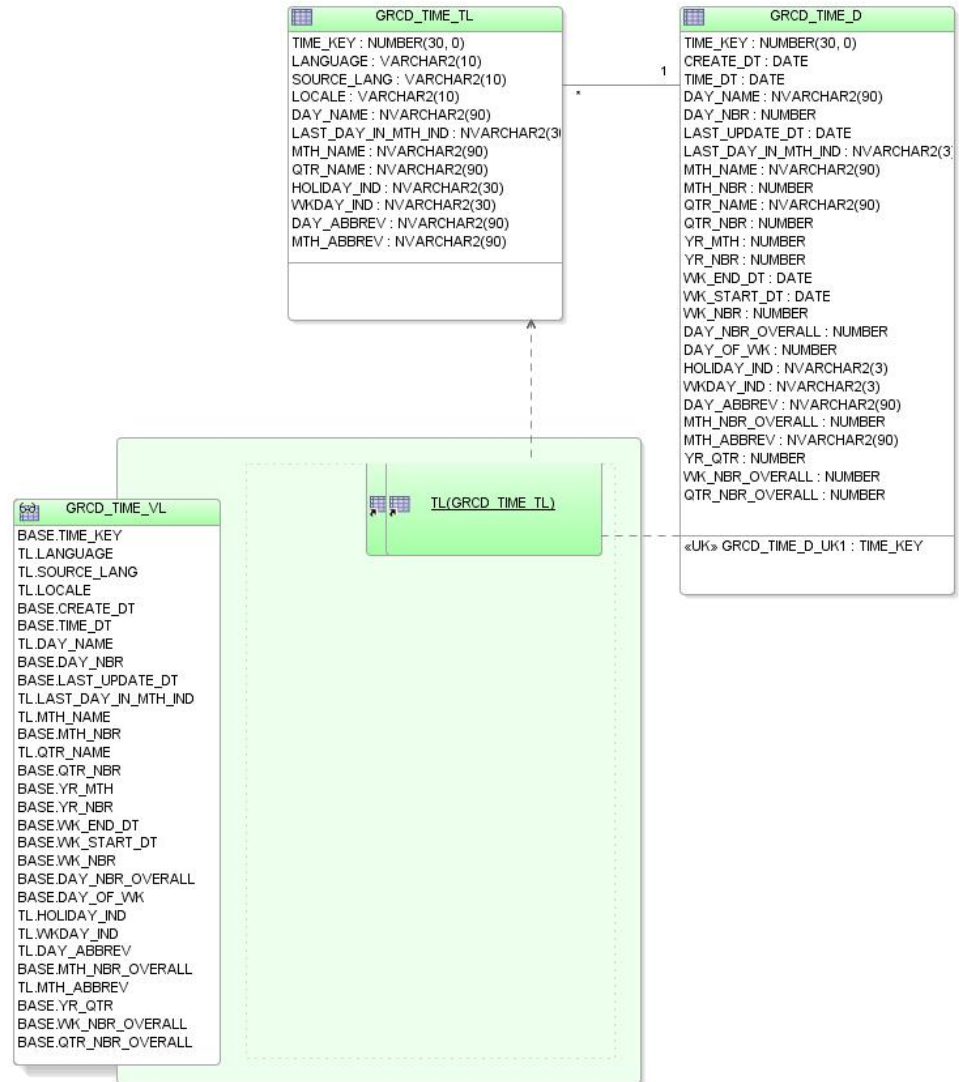 GRCD_TIME_TL
TIME_KEY : NUMBER(30, 0)
LANGUAGE : VARCHAR2(10)
SOURCE_LANG : VARCHAR2(10)
LOCALE : VARCHAR2(10)
DAY_NAME : NVARCHAR2(90)
LAST_DAY_IN_MTH_IND : NVARCHAR2(3
MTH_NAME : NVARCHAR2(90)
QTR_NAME : NVARCHAR2(90)
HOLIDAY_IND : NVARCHAR2(30)
WKDAY_IND : NVARCHAR2(30)
DAY_ABBREV : NVARCHAR2(90)
MTH_ABBREV : NVARCHAR2(90)
*
1
GRCD_TIME_D
TIME_KEY : NUMBER(30, 0)
CREATE_DT : DATE
TIME_DT : DATE
DAY_NAME : NVARCHAR2(90)
DAY_NBR : NUMBER
LAST_UPDATE_DT : DATE
LAST_DAY_IN_MTH_IND : NVARCHAR2(3
MTH_NAME : NVARCHAR2(90)
MTH_NBR : NUMBER
QTR_NAME : NVARCHAR2(90)
QTR_NBR : NUMBER
YR_MTH : NUMBER
YR_NBR : NUMBER
WK_END_DT : DATE
WK_START_DT : DATE
WK_NBR : NUMBER
DAY_NBR_OVERALL : NUMBER
DAY_OF_WK : NUMBER
HOLIDAY_IND : NVARCHAR2(3)
WKDAY_IND : NVARCHAR2(3)
DAY_ABBREV : NVARCHAR2(90)
MTH_NBR_OVERALL : NUMBER
MTH_ABBREV : NVARCHAR2(90)
YR_QTR : NUMBER
WK_NBR_OVERALL : NUMBER
QTR_NBR_OVERALL : NUMBER
«UK» GRCD_TIME_D_UK1 : TIME_KEY
TL(GRCD_TIME_TL)
GRCD_TIME_VL
BASE.TIME_KEY
TL.LANGUAGE
TL.SOURCE_LANG
TL.LOCALE
BASE.CREATE_DT
BASE.TIME_DT
TL.DAY_NAME
BASE.DAY_NBR
BASE.LAST_UPDATE_DT
TL.LAST_DAY_IN_MTH_IND
TL.MTH_NAME
BASE.MTH_NBR
TL.QTR_NAME
BASE.QTR_NBR
BASE.YR_MTH
BASE.YR_NBR
BASE.WK_END_DT
BASE.WK_START_DT
BASE.WK_NBR
BASE.DAY_NBR_OVERALL
BASE.DAY_OF_WK
TL.HOLIDAY_IND
TL.WKDAY_IND
TL.DAY_ABBREV
BASE.MTH_NBR_OVERALL
TL.MTH_ABBREV
BASE.YR_QTR
BASE.WK_NBR_OVERALL
BASE.QTR_NBR_OVERALL